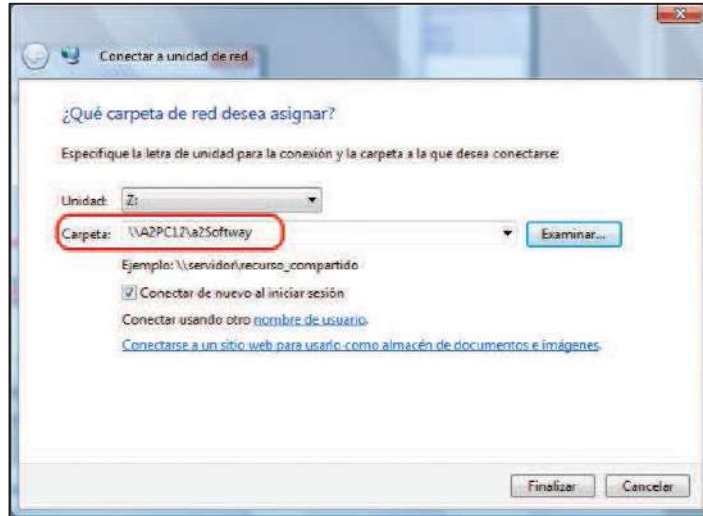 Conectar a unidad de red
¿Qué carpeta de red desea asignar?
Especifique la letra de unidad para la conexión y la carpeta a la que desea conectarse:
Unidad: Z:
Carpeta: \\A2PC12\a2Softway Examinar...
Ejemplo: \\servidor\recurso_compartido
Conectar de nuevo al iniciar sesión
Conectar usando otro nombre de usuario.
Conectarse a un sitio web para usarlo como almacén de documentos e imágenes.
Finalizar Cancelar